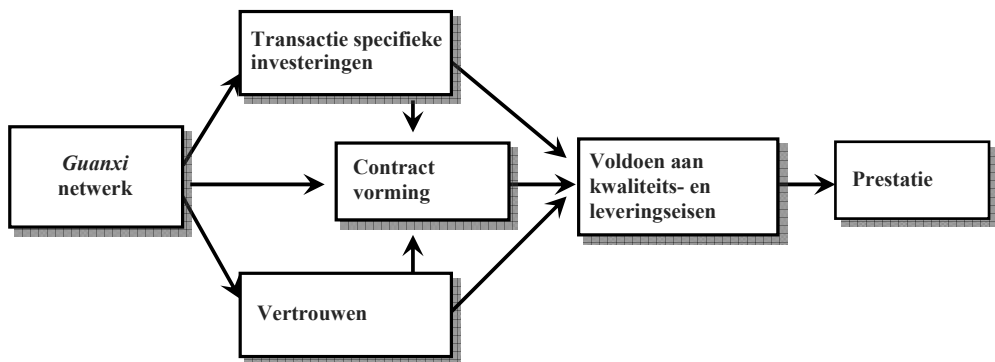 Transactie specifieke
investeringen
Guanxi
netwerk
Contract
vorming
Voldoen aan
kwaliteits- en
leveringseisen
Prestatie
Vertrouwen